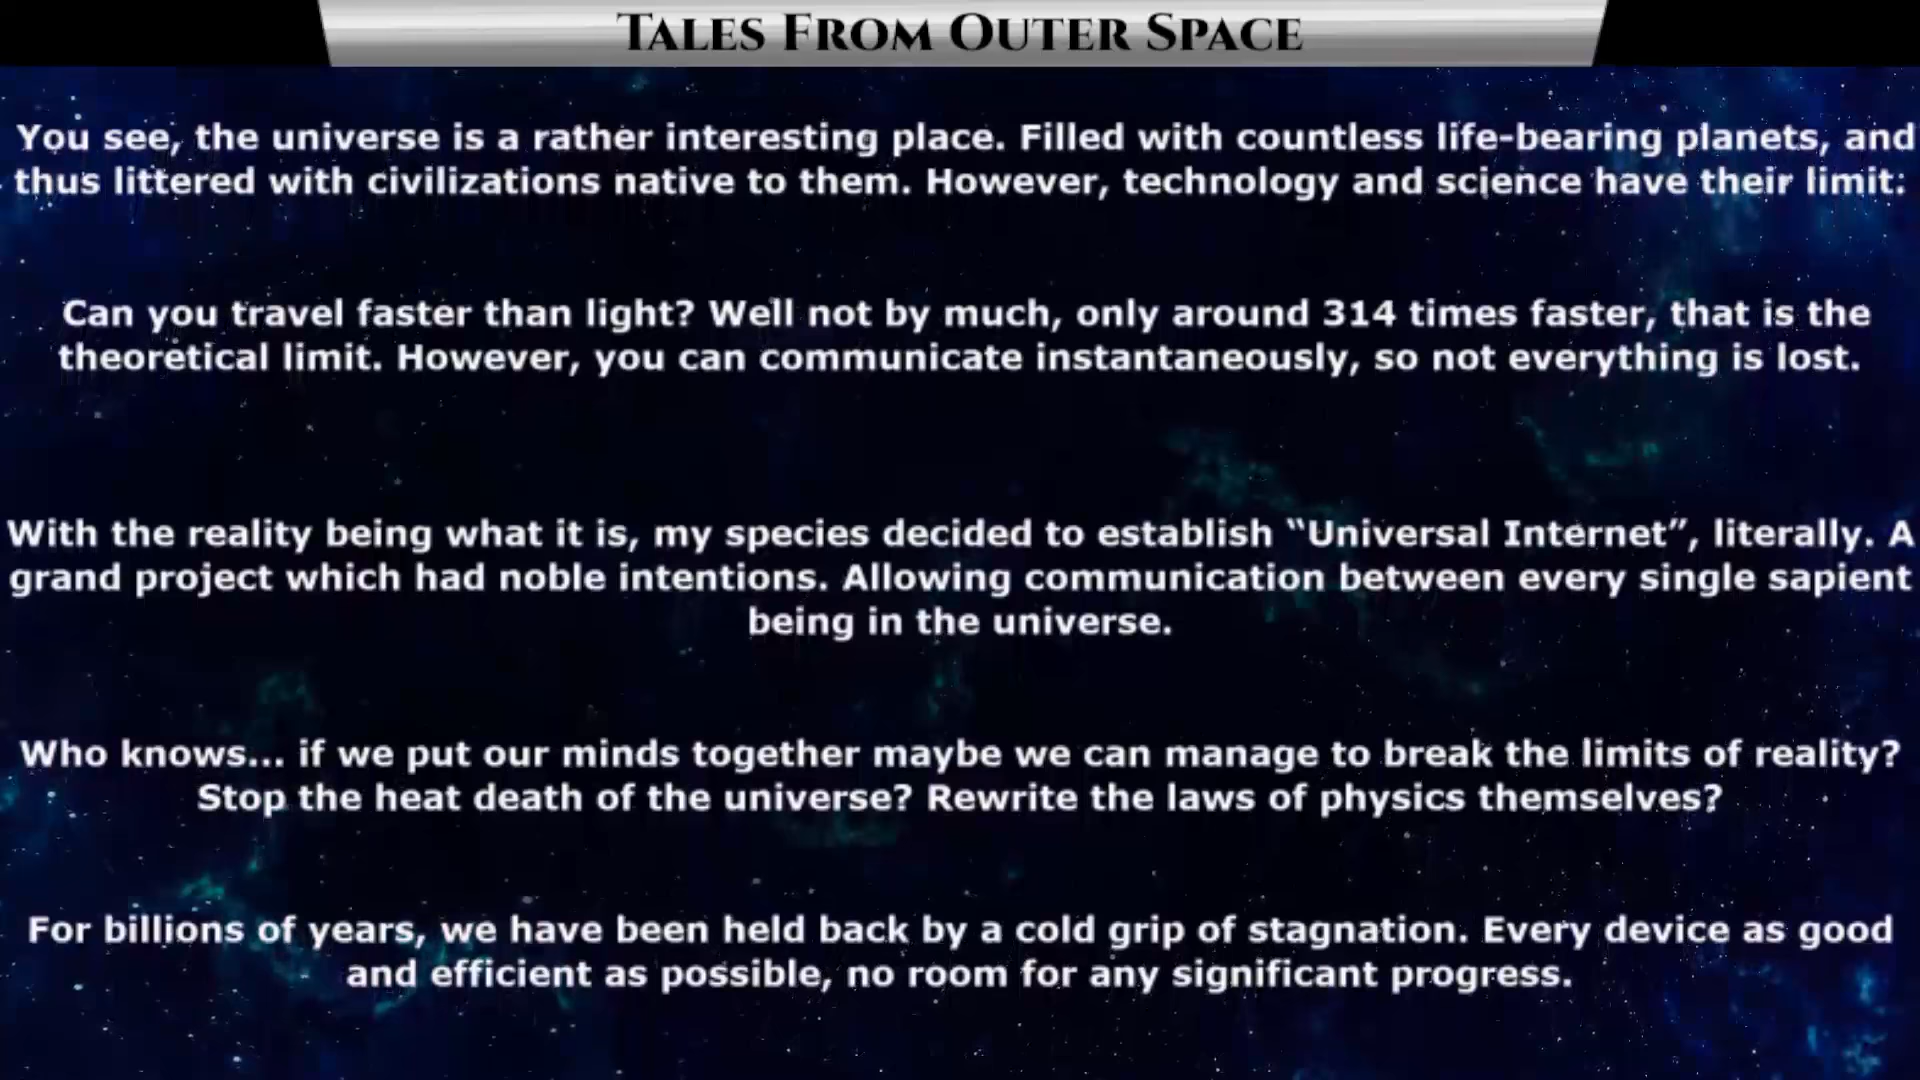 Tales From Outer Space
You see, the universe is a rather interesting place. Filled with countless life-bearing planets, and
thus littered with civilizations native to them. However, technology and science have their limit:
Can you travel faster than light? Well not by much, only around 314 times faster, that is the
theoretical limit. However, you can communicate instantaneously, so not everything is lost.
With the reality being what it is, my species decided to establish “Universal Internet”, literally. A
grand project which had noble intentions. Allowing communication between every single sapient
being in the universe.
Who knows... if we put our minds together maybe we can manage to break the limits of reality?
Stop the heat death of the universe? Rewrite the laws of physics themselves?
For billions of years, we have been held back by a cold grip of stagnation. Every device as good
and efficient as possible, no room for any significant progress.